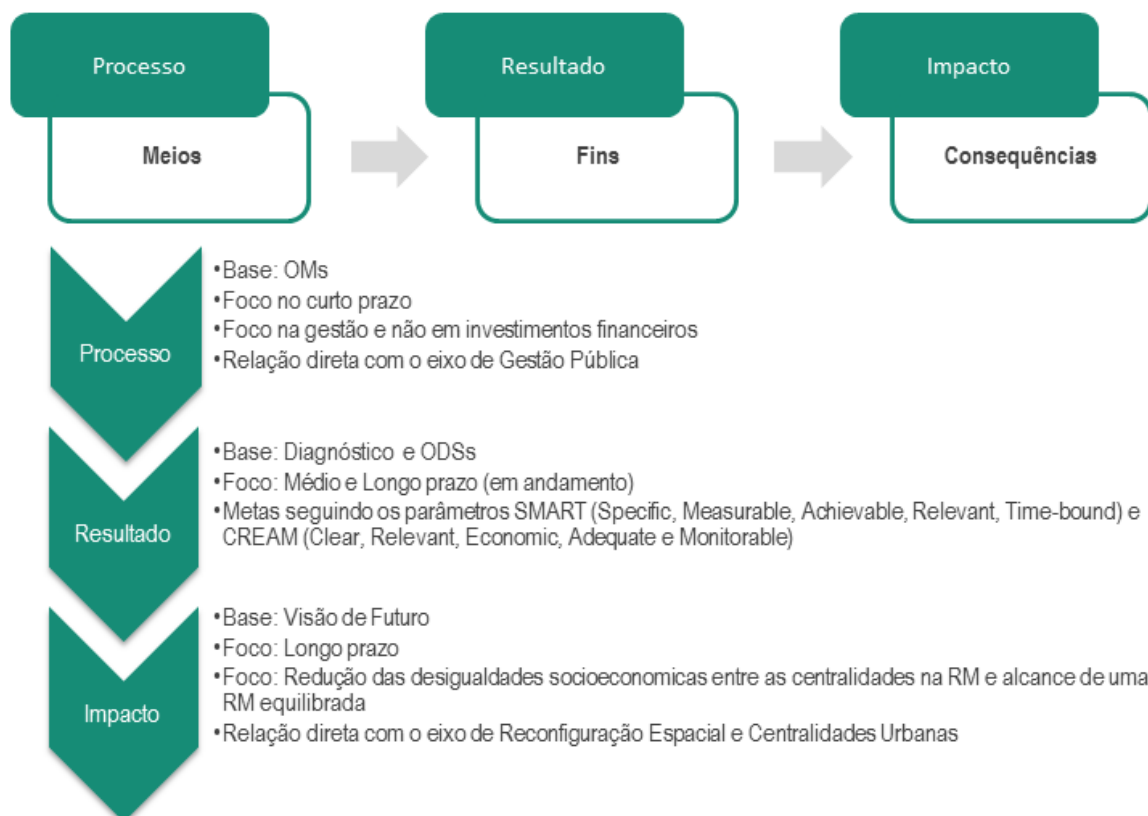 Processo
Resultado
Impacto
Meios
Fins
Consequências
Processo
•Base: OMs
•Foco no curto prazo
•Foco na gestão e não em investimentos financeiros
•Relação direta com o eixo de Gestão Pública
Resultado
•Base: Diagnóstico e ODSs
•Foco: Médio e Longo prazo (em andamento)
•Metas seguindo os parâmetros SMART (Specific, Measurable, Achievable, Relevant, Time-bound) e
CREAM (Clear, Relevant, Economic, Adequate e Monitorable)
Impacto
•Base: Visão de Futuro
•Foco: Longo prazo
•Foco: Redução das desigualdades socioeconomicas entre as centralidades na RM e alcance de uma
RM equilibrada
•Relação direta com o eixo de Reconfiguração Espacial e Centralidades Urbanas